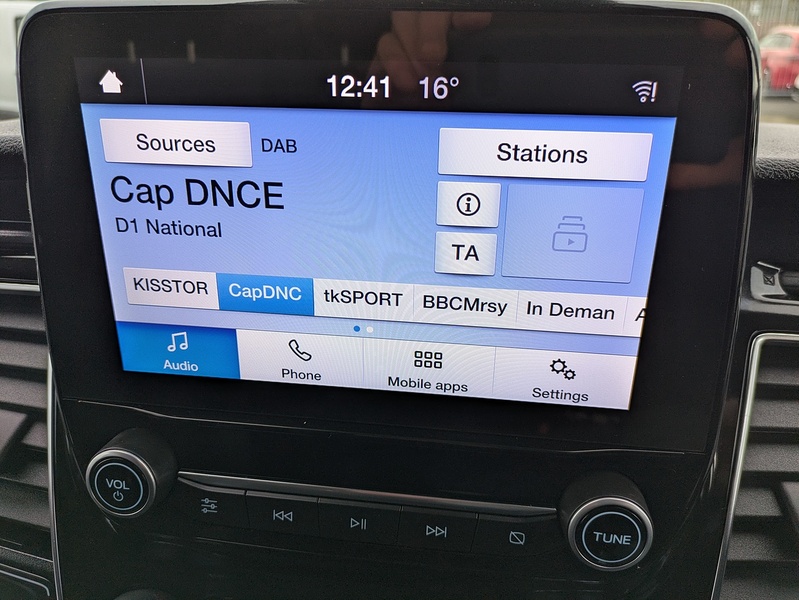 12:41 16°
Sources DAB Stations
Cap DNCE
D1 National
TA
KISSTOR CapDNC tkSPORT BBCMrsy In Deman
Audio Phone Mobile apps Settings
VOL
TUNE